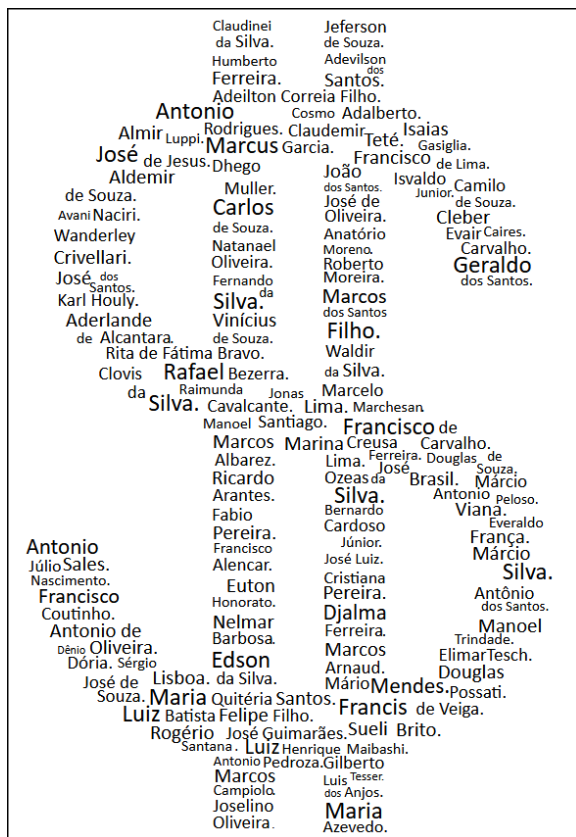 Claudinei Jeferson
da Silva. de Souza.
Humberto Adevilson
Ferreira. dos Santos.
Adeilton Correia Filho.
Antonio Cosmo Adalberto.
Almir Luppi. Rodrigues. Claudemir Teté. Isaias
José de Jesus. Marcus Garcia. Francisco Gasiglia. de Lima.
Aldemir Dhego João Isvaldo
de Souza. Muller. dos Santos. Junior. Camilo
Avani Naciri. Carlos José de Cleber de Souza.
Wanderley de Souza. Oliveira. Evair Caires.
Crivellari. Natanael Anatório Carvalho.
José dos Santos. Oliveira. Moreno. Geraldo
Karl Houly. Fernando Roberto dos Santos.
Aderlande da Silva. Moreira.
de Alcantara. Vinícius Marcos
Rita de Fátima Bravo. de Souza. dos Santos
Filho.
Waldir
Clovis Rafael Bezerra. da Silva.
da Silva. Raimunda Jonas Marcelo
Cavalcante. Lima. Marchesan.
Manoel Santiago. Francisco de
Marcos Marina Creusa Carvalho.
Albarez. Lima. Ferreira. Douglas de
Ricardo Ozeas da José Brasil. Souza. Márcio
Arantes. Silva. Antonio Peloso.
Fabio Bernardo Viana. Everaldo
Pereira. Cardoso França.
Antonio Francisco Júnior. Márcio
Júlio Sales. Alencar. José Luiz. Silva.
Nascimento. Euton Cristiana
Francisco Honorato. Pereira. Antônio
Coutinho. Nelmar Djalma dos Santos.
Antonio de Barbosa. Ferreira. Manoel
Dênio Oliveira. Edson Marcos Trindade.
Dória. Sérgio Arnaud. Elimar Tesch.
José de Lisboa. da Silva. Mário Mendes. Douglas
Souza. Maria Quitéria Santos. Francis Possati.
Luiz Batista Felipe Filho. de Veiga.
Rogério José Guimarães. Sueli Brito.
Santana. Luiz Henrique Maibashi.
Antonio Pedroza. Gilberto
Marcos Luis Tesser.
Campiolo. dos Anjos.
Joselino Maria
Oliveira. Azevedo.